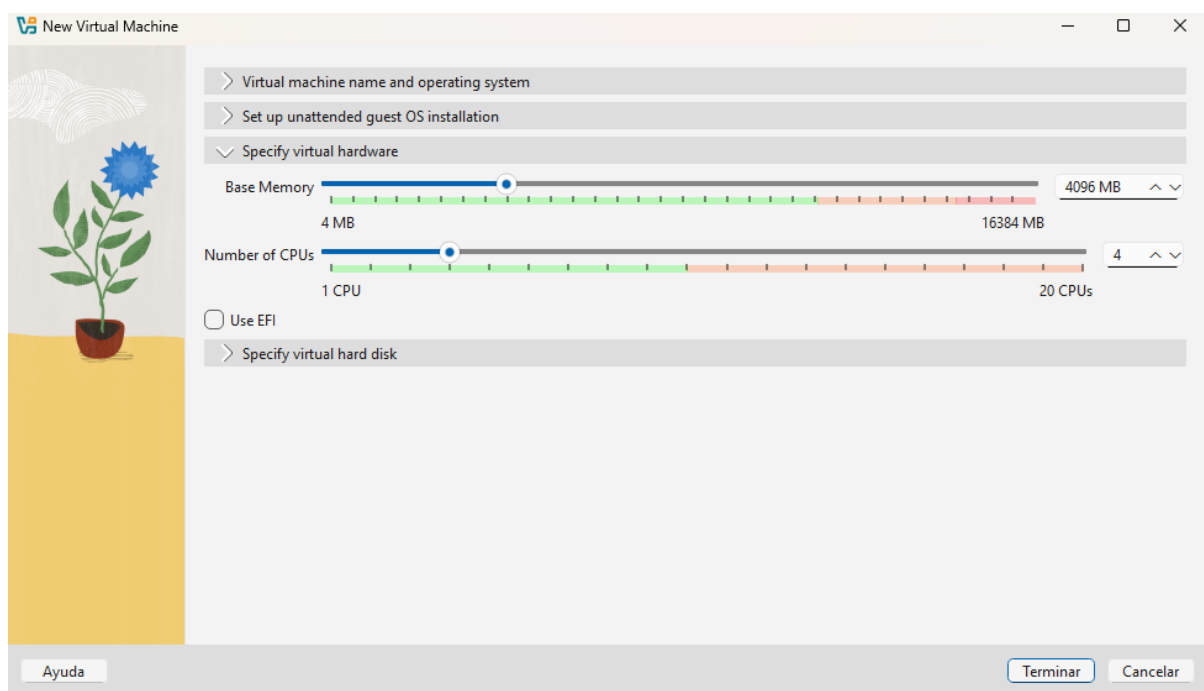 New Virtual Machine
Virtual machine name and operating system
Set up unattended guest OS installation
Specify virtual hardware
Base Memory 4096 MB
4 MB 16384 MB
Number of CPUs 4
1 CPU 20 CPUs
Use EFI
Specify virtual hard disk
Ayuda Terminar Cancelar